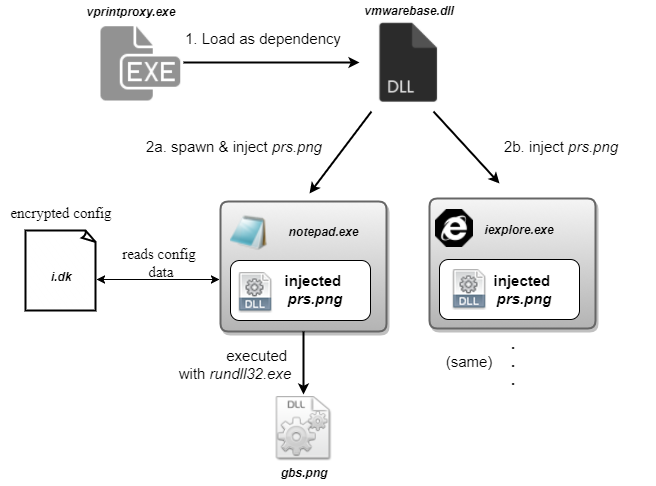 vprintproxy.exe
vmwarebase.dll
1. Load as dependency
EXE
DLL
2a. spawn & inject prs.png
2b. inject prs.png
encrypted config
i.dk
reads config
data
notepad.exe
DLL
injected
prs.png
iexplore.exe
DLL
injected
prs.png
executed
with rundll32.exe
(same)
.
.
.
DLL
gbs.png